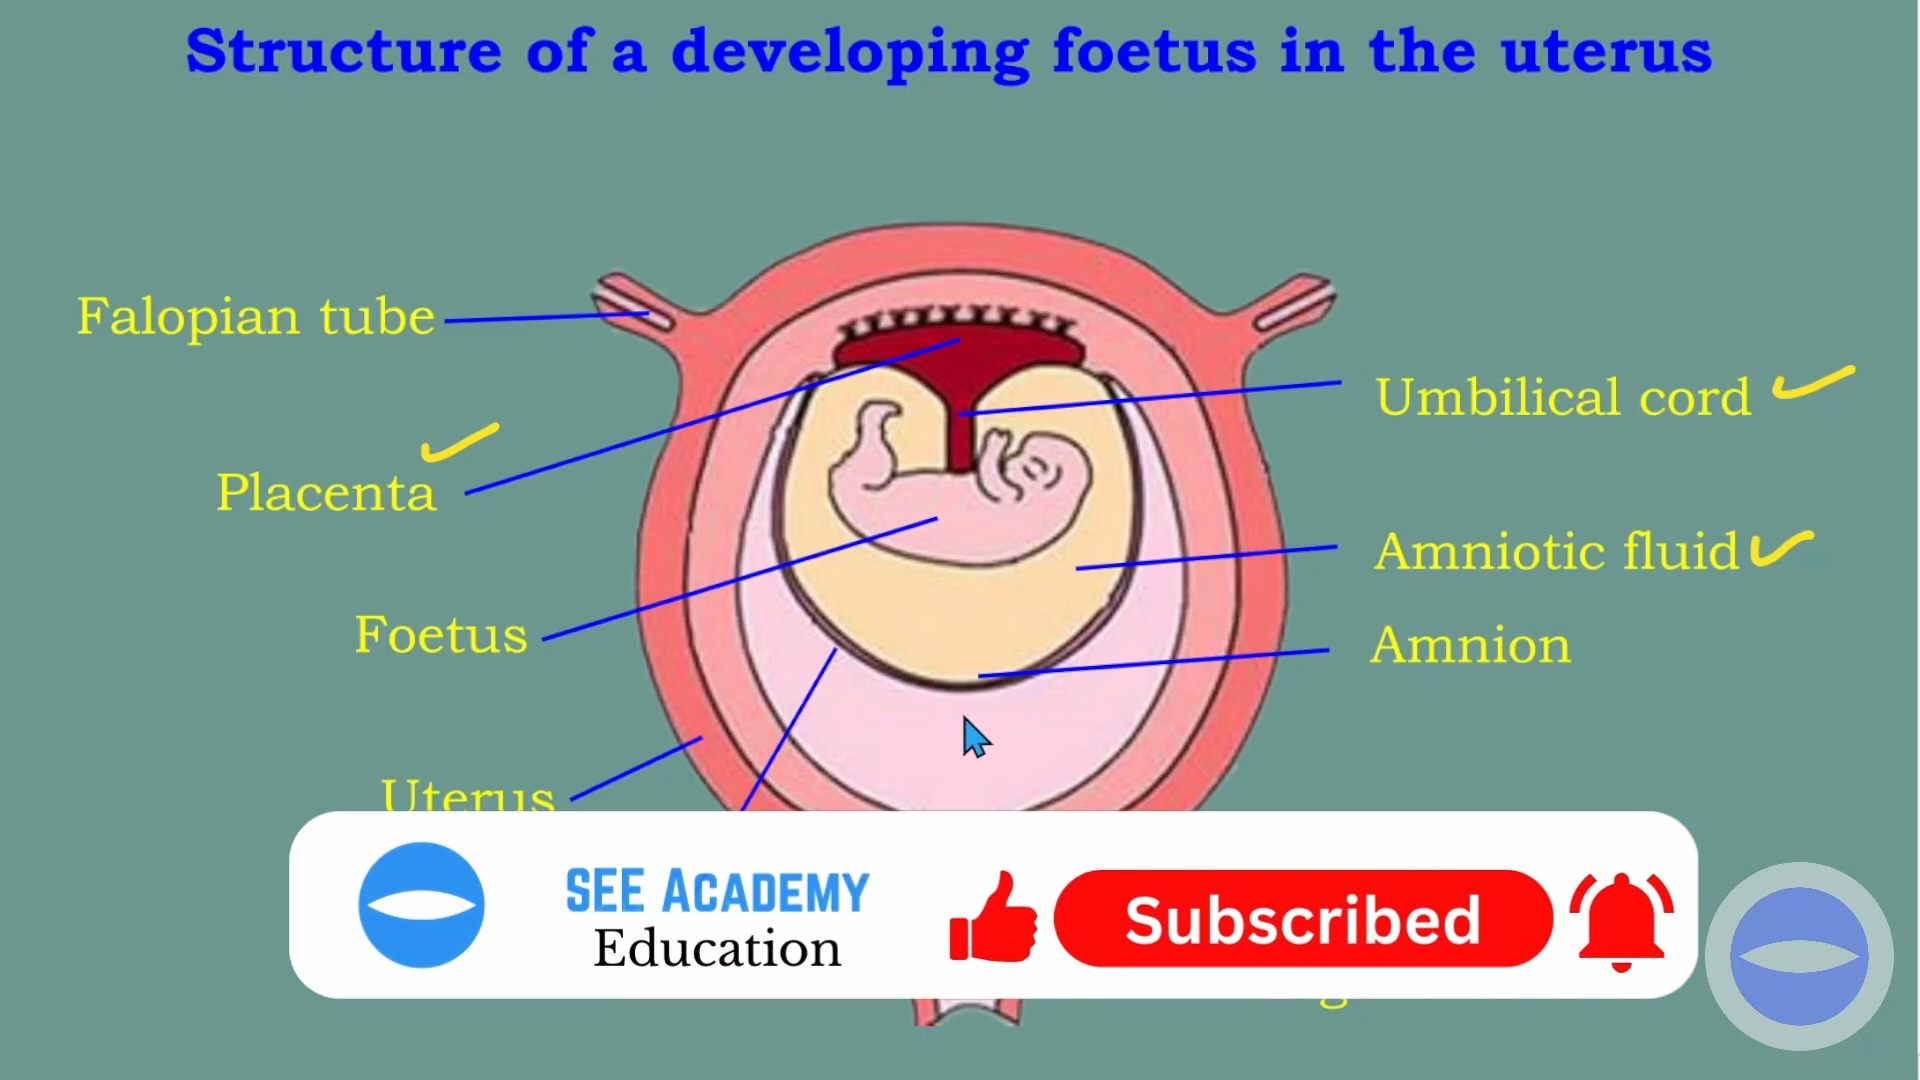 Structure of a developing foetus in the uterus
Falopian tube
Umbilical cord
Placenta
Amniotic fluid
Foetus
Amnion
Uterus
SEE ACADEMY
Education
Subscribed